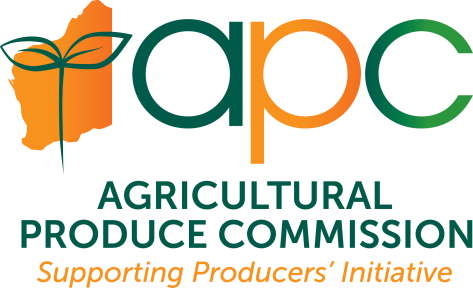 apc
AGRICULTURAL
PRODUCE COMMISSION
Supporting Producers' Initiative